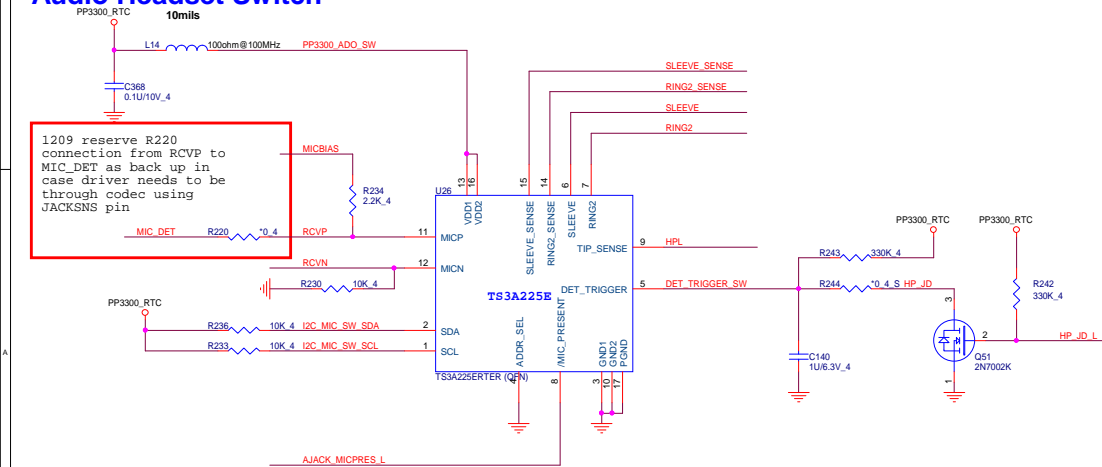 Audio Headset Switch
PP3300_RTC
10mils
L14
100ohm@100MHz
PP3300_ADO_SW
C368
0.1U/10V_4
SLEEVE_SENSE
RING2_SENSE
SLEEVE
RING2
1209 reserve R220
connection from RCVP to
MIC_DET as back up in
case driver needs to be
through codec using
JACKSNS pin
MICBIAS
R234
2.2K_4
MIC_DET
R220
*0_4
RCVP
RCVN
R230
10K_4
PP3300_RTC
R236
10K_4
I2C_MIC_SW_SDA
R233
10K_4
I2C_MIC_SW_SCL
U26
13
16
15
14
6
7
VDD1
VDD2
SLEEVE_SENSE
RING2_SENSE
SLEEVE
RING2
11
MICP
12
MICN
2
SDA
1
SCL
TIP_SENSE
9
HPL
DET_TRIGGER
5
DET_TRIGGER_SW
TS3A225E
ADDR_SEL
/MIC_PRESENT
GND1
GND2
PGND
4
8
3
10
17
TS3A225ERTER (QFN)
AJACK_MICPRES_L
PP3300_RTC
PP3300_RTC
R243
330K_4
R244
*0_4_S
HP_JD
R242
330K_4
C140
1U/6.3V_4
3
2
1
Q51
2N7002K
HP_JD_L
A